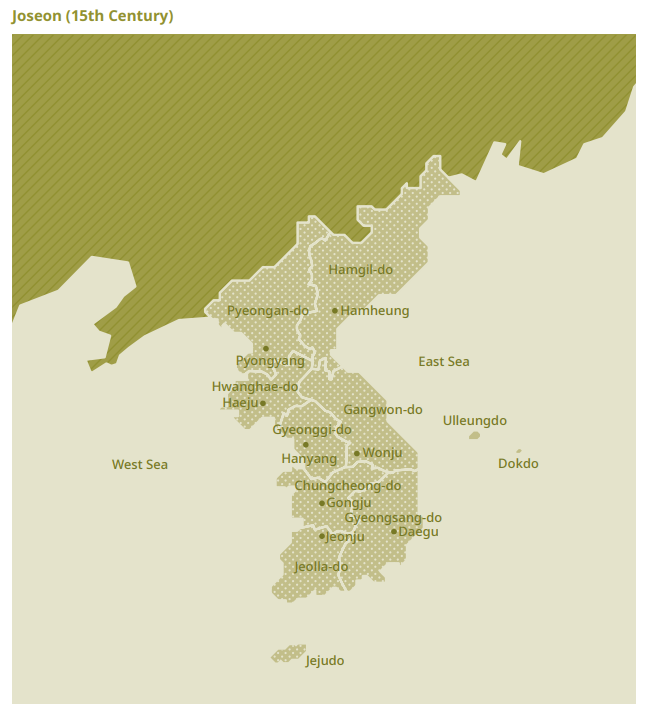 Joseon (15th Century)
Hamgil-do
Pyeongan-do
Hamheung
Pyongyang
East Sea
Hwanghae-do
Haeju
Gangwon-do
Ulleungdo
Gyeonggi-do
Hanyang
Wonju
West Sea
Dokdo
Chungcheong-do
Gongju
Gyeongsang-do
Daegu
Jeonju
Jeolla-do
Jejudo